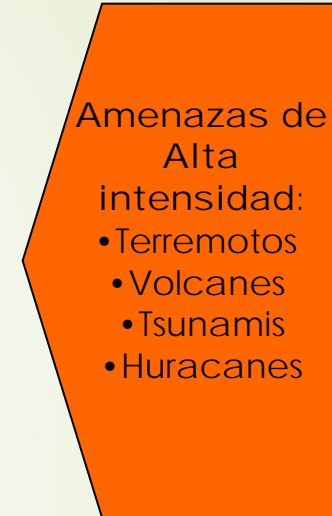 Amenazas de
Alta
intensidad:
•Terremotos
•Volcanes
•Tsunamis
•Huracanes